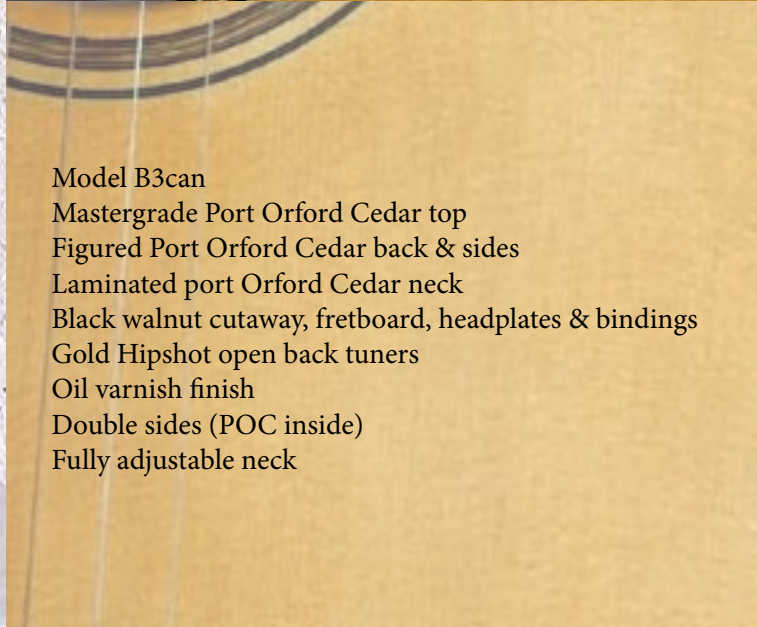 Model B3can
Mastergrade Port Orford Cedar top
Figured Port Orford Cedar back & sides
Laminated port Orford Cedar neck
Black walnut cutaway, fretboard, headplates & bindings
Gold Hipshot open back tuners
Oil varnish finish
Double sides (POC inside)
Fully adjustable neck